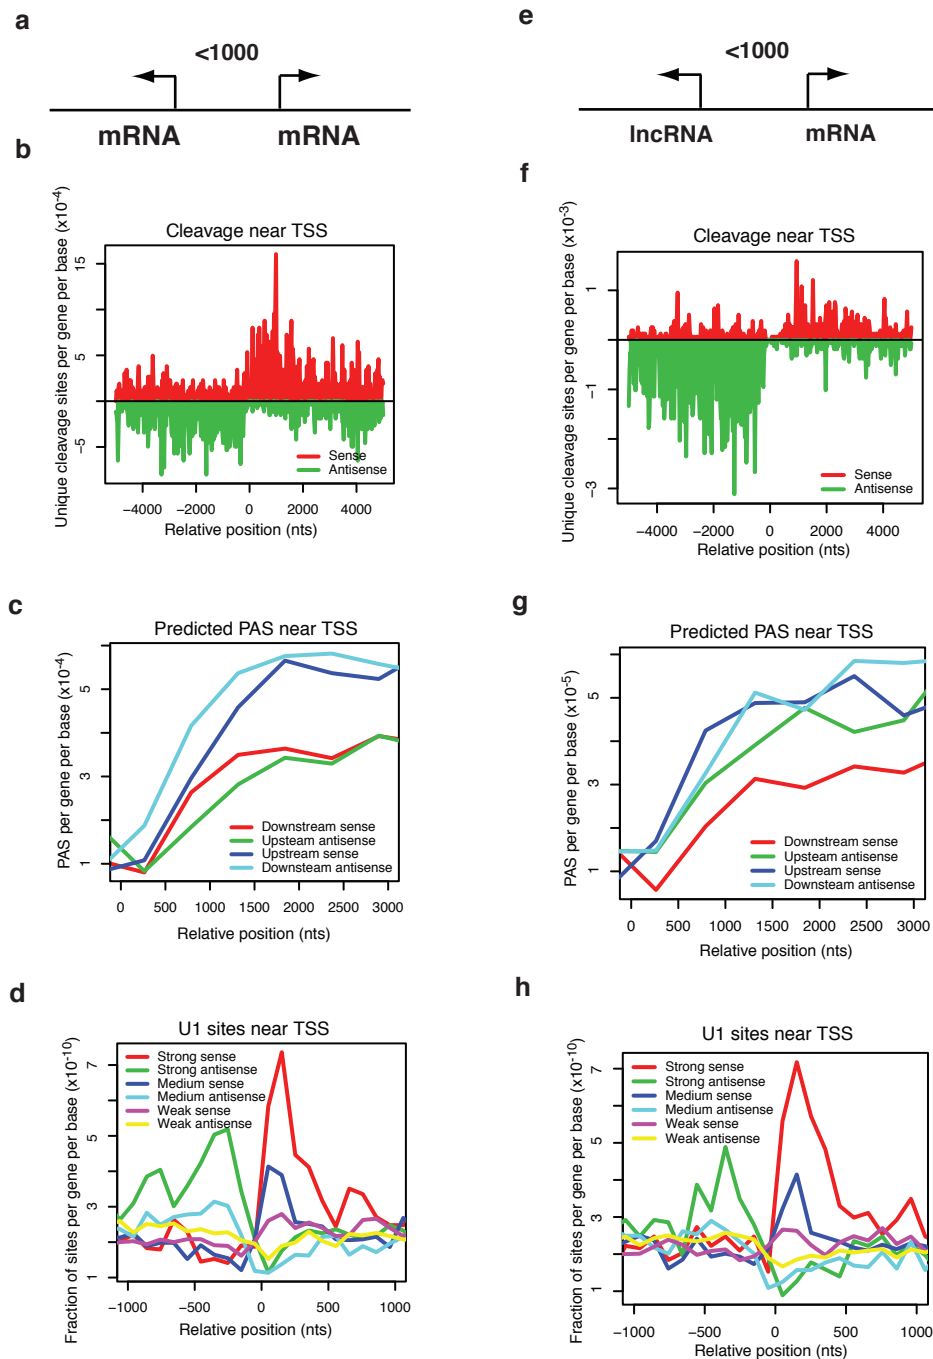 a
<1000
mRNA mRNA
b
Cleavage near TSS
Unique cleavage sites per gene per base (x10-4)
15
5
−5
Sense
Antisense
−4000 −2000 0 2000 4000
Relative position (nts)
c
Predicted PAS near TSS
PAS per gene per base (x10-4)
5
3
1
Downstream sense
Upsteam antisense
Upstream sense
Downsteam antisense
0 500 1000 1500 2000 2500 3000
Relative position (nts)
d
U1 sites near TSS
Fraction of sites per gene per base (x10-10)
7
5
3
1
Strong sense
Strong antisense
Medium sense
Medium antisense
Weak sense
Weak antisense
−1000 −500 0 500 1000
Relative position (nts)
e
<1000
lncRNA mRNA
f
Cleavage near TSS
Unique cleavage sites per gene per base (x10-3)
1
−1
−3
Sense
Antisense
−4000 −2000 0 2000 4000
Relative position (nts)
g
Predicted PAS near TSS
PAS per gene per base (x10-5)
5
3
1
Downstream sense
Upsteam antisense
Upstream sense
Downsteam antisense
0 500 1000 1500 2000 2500 3000
Relative position (nts)
h
U1 sites near TSS
Fraction of sites per gene per base (x10-10)
7
5
3
1
Strong sense
Strong antisense
Medium sense
Medium antisense
Weak sense
Weak antisense
−1000 −500 0 500 1000
Relative position (nts)